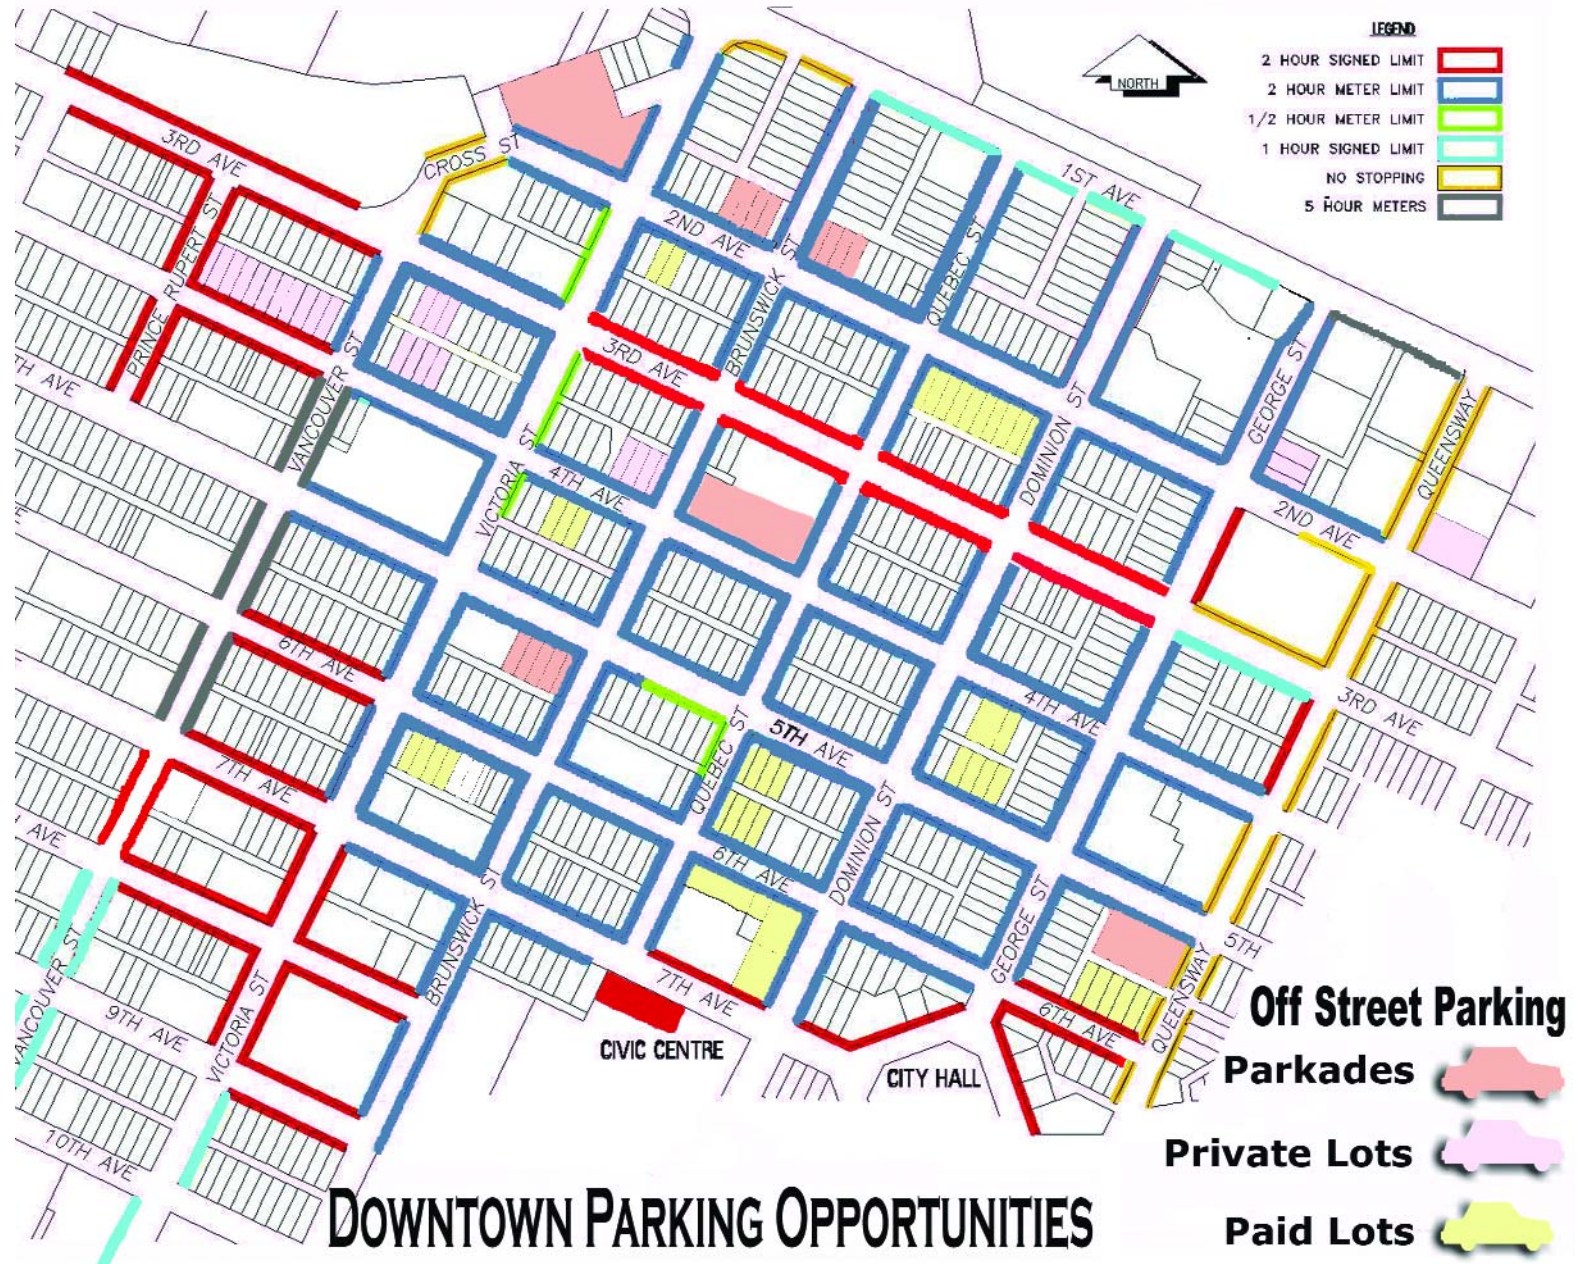 LEGEND
2 HOUR SIGNED LIMIT
2 HOUR METER LIMIT
1/2 HOUR METER LIMIT
1 HOUR SIGNED LIMIT
NO STOPPING
5 HOUR METERS
NORTH
3RD AVE
CROSS ST
1ST AVE
PRINCE RUPERT ST
2ND AVE
QUEBEC ST
BRUNSWICK ST
VANCOUVER ST
3RD AVE
DOMINION ST
GEORGE ST
QUEENSWAY
TH AVE
VICTORIA ST
4TH AVE
2ND AVE
6TH AVE
4TH AVE
3RD AVE
QUEBEC ST
5TH AVE
7TH AVE
DOMINION ST
AVE
6TH AVE
BRUNSWICK ST
GEORGE ST
5TH
QUEENSWAY
VANCOUVER ST
9TH AVE
VICTORIA ST
7TH AVE
6TH AVE
CIVIC CENTRE
CITY HALL
10TH AVE
Off Street Parking
Parkades
Private Lots
Paid Lots
DOWNTOWN PARKING OPPORTUNITIES